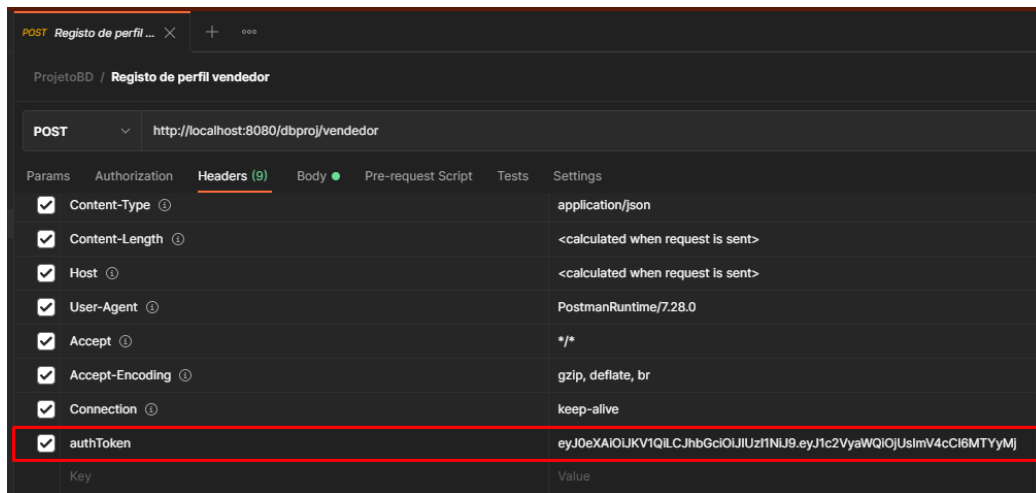 POST Registo de perfil ...
ProjetoBD / Registo de perfil vendedor
POST http://localhost:8080/dbproj/vendedor
Params Authorization Headers (9) Body Pre-request Script Tests Settings
Content-Type application/json
Content-Length <calculated when request is sent>
Host <calculated when request is sent>
User-Agent PostmanRuntime/7.28.0
Accept */*
Accept-Encoding gzip, deflate, br
Connection keep-alive
authToken eyJ0eXAiOiJKV1QiLCJhbGciOiJIUzI1NiJ9.eyJ1c2VyaWQiOjUsImV4cCI6MTYyMj
Key Value